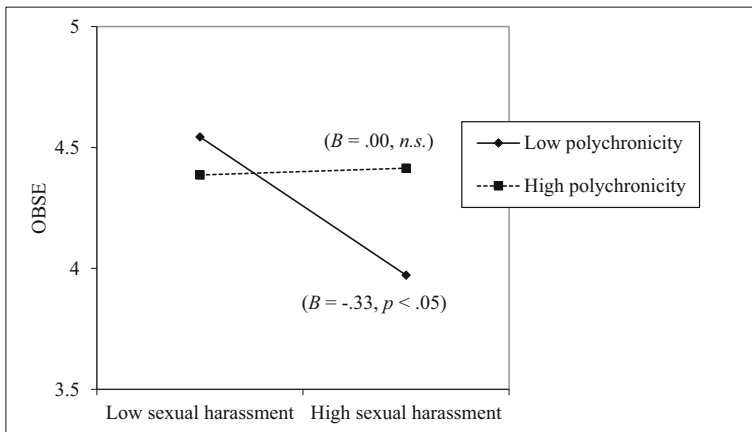 5
4.5
4
3.5
OBSE
(B = .00, n.s.)
(B = -.33, p < .05)
Low sexual harassment
High sexual harassment
Low polychronicity
High polychronicity